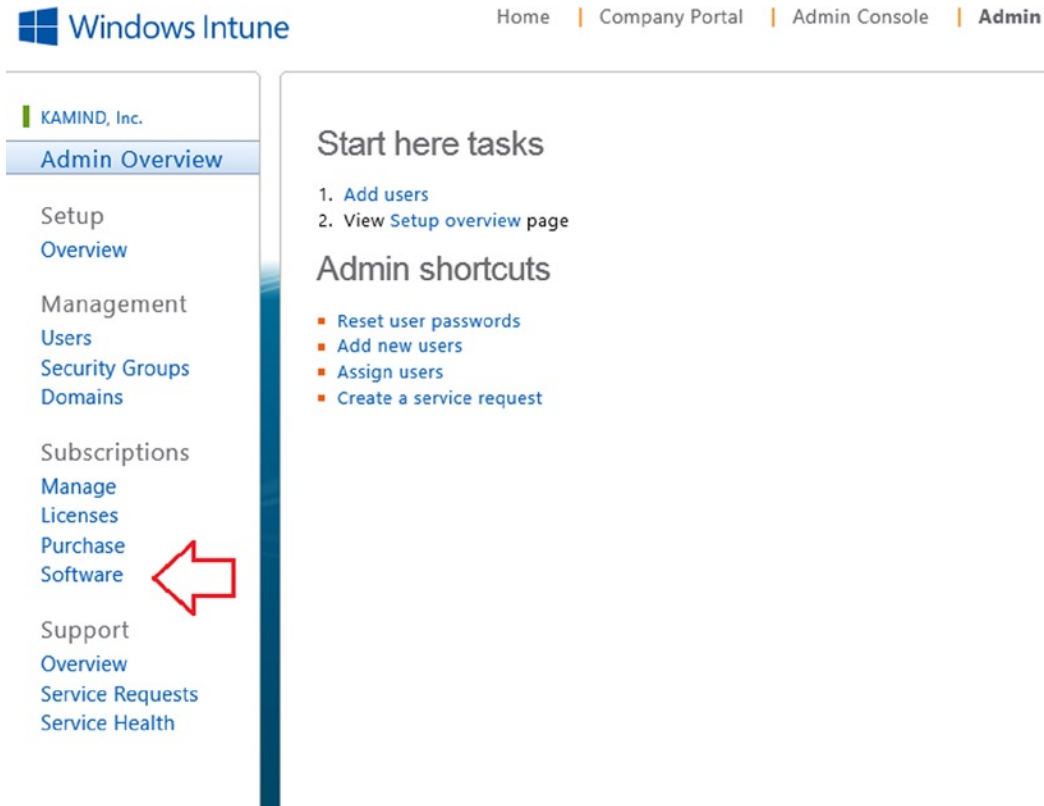 Windows Intune
Home | Company Portal | Admin Console | Admin
KAMIND, Inc.
Admin Overview
Setup
Overview
Management
Users
Security Groups
Domains
Subscriptions
Manage
Licenses
Purchase
Software
Support
Overview
Service Requests
Service Health
Start here tasks
1. Add users
2. View Setup overview page
Admin shortcuts
Reset user passwords
Add new users
Assign users
Create a service request